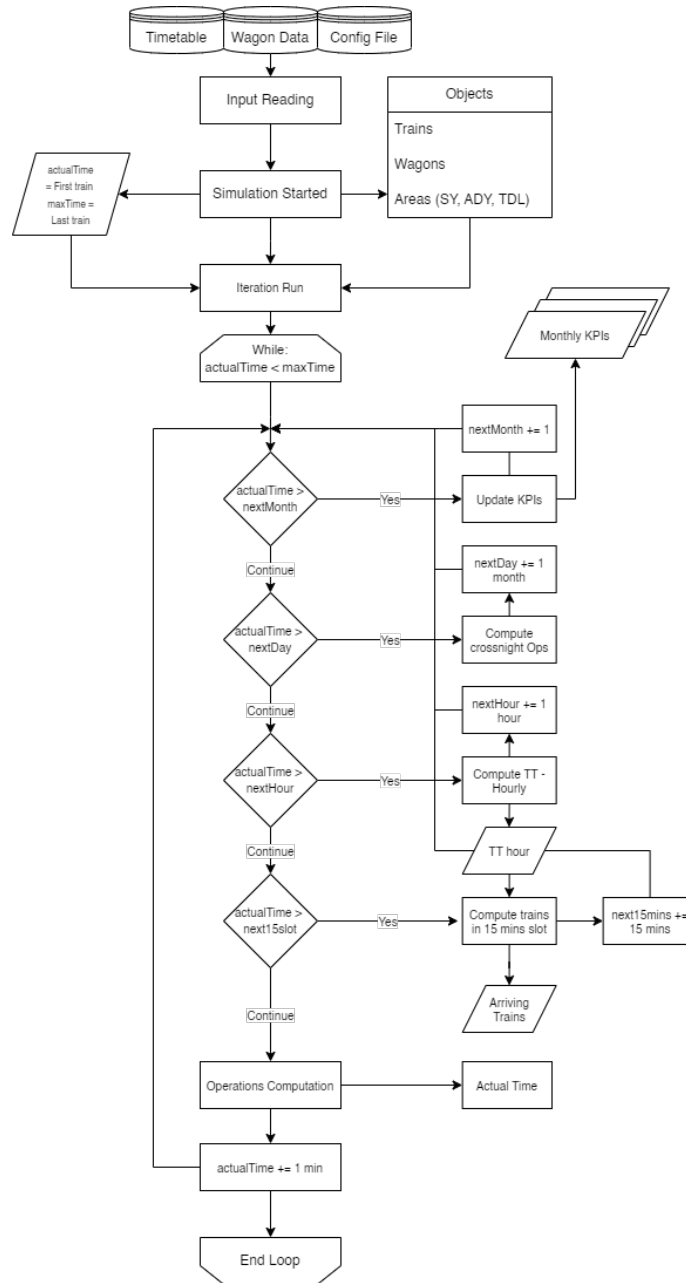 Timetable
Wagon Data
Config File
Input Reading
Objects
Trains
Wagons
Areas (SY, ADY, TDL)
actualTime
= First train
maxTime =
Last train
Simulation Started
Iteration Run
While:
actualTime < maxTime
Monthly KPIs
nextMonth += 1
actualTime >
nextMonth
Yes
Update KPIs
Continue
nextDay += 1
month
actualTime >
nextDay
Yes
Compute
crossnight Ops
Continue
nextHour += 1
hour
actualTime >
nextHour
Yes
Compute TT -
Hourly
Continue
TT hour
actualTime >
next15slot
Yes
Compute trains
in 15 mins slot
next15mins +=
15 mins
Arriving
Trains
Continue
Operations Computation
Actual Time
actualTime += 1 min
End Loop